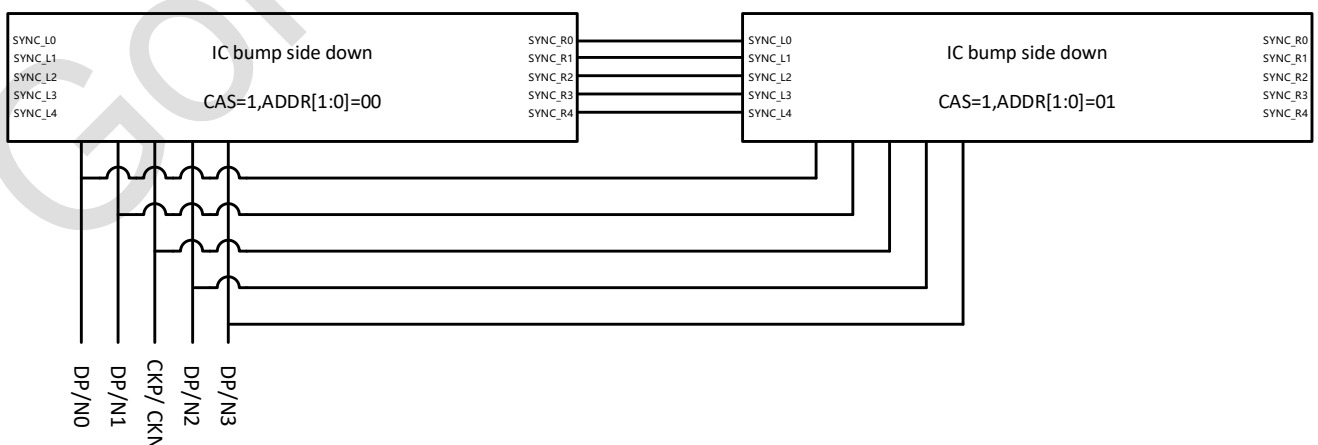 SYNC_L0
SYNC_L1
SYNC_L2
SYNC_L3
SYNC_L4
IC bump side down
CAS=1,ADDR[1:0]=00
SYNC_R0
SYNC_R1
SYNC_R2
SYNC_R3
SYNC_R4
SYNC_L0
SYNC_L1
SYNC_L2
SYNC_L3
SYNC_L4
IC bump side down
CAS=1,ADDR[1:0]=01
SYNC_R0
SYNC_R1
SYNC_R2
SYNC_R3
SYNC_R4
DP/N0
DP/N1
CKP/ CKN
DP/N2
DP/N3